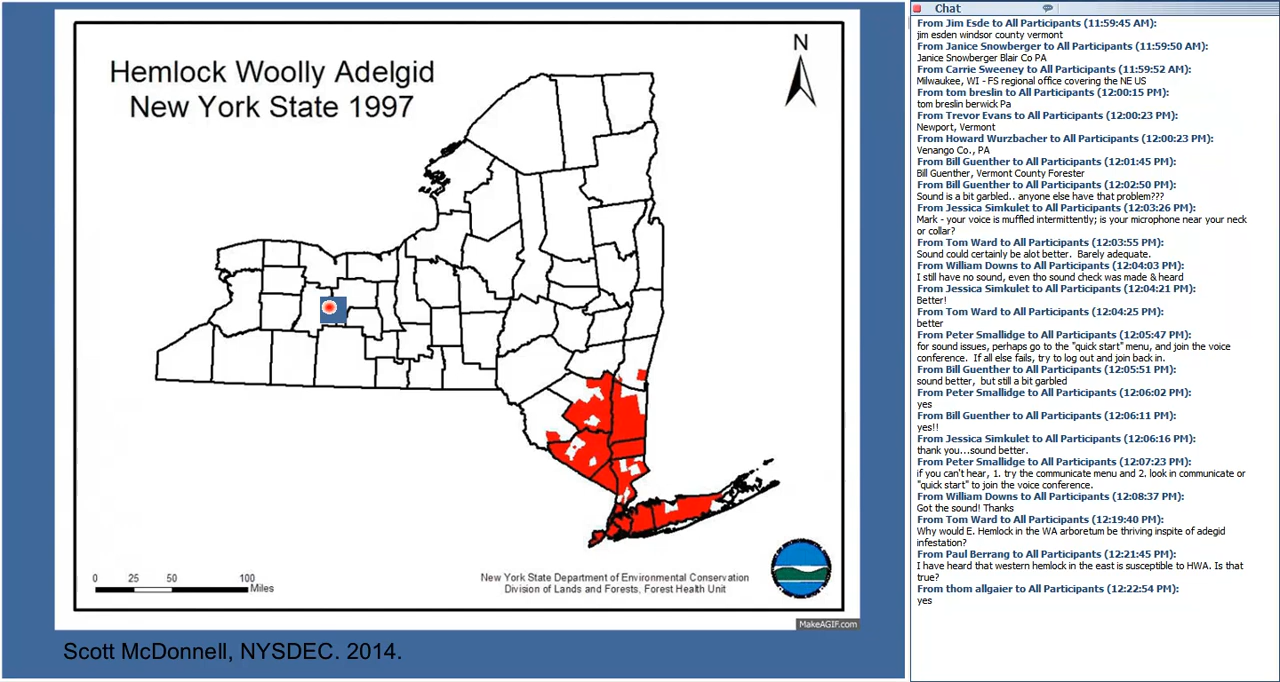 Hemlock Woolly Adelgid
New York State 1997
N
0 25 50 100
Miles
New York State Department of Environmental Conservation
Division of Lands and Forests, Forest Health Unit
MakeAGIF.com
Scott McDonnell, NYSDEC. 2014.
Chat
From Jim Esde to All Participants (11:59:45 AM):
jim esden windsor county vermont
From Janice Snowberger to All Participants (11:59:50 AM):
Janice Snowberger Blair Co PA
From Carrie Sweeney to All Participants (11:59:52 AM):
Milwaukee, WI - FS regional office covering the NE US
From tom breslin to All Participants (12:00:15 PM):
tom breslin berwick Pa
From Trevor Evans to All Participants (12:00:23 PM):
Newport, Vermont
From Howard Wurzbacher to All Participants (12:00:23 PM):
Venango Co., PA
From Bill Guenther to All Participants (12:01:45 PM):
Bill Guenther, Vermont County Forester
From Bill Guenther to All Participants (12:02:50 PM):
Sound is a bit garbled.. anyone else have that problem???
From Jessica Simkulet to All Participants (12:03:26 PM):
Mark - your voice is muffled intermittently; is your microphone near your neck
or collar?
From Tom Ward to All Participants (12:03:55 PM):
Sound could certainly be alot better. Barely adequate.
From William Downs to All Participants (12:04:03 PM):
I still have no sound, even tho sound check was made & heard
From Jessica Simkulet to All Participants (12:04:21 PM):
Better!
From Tom Ward to All Participants (12:04:25 PM):
better
From Peter Smallidge to All Participants (12:05:47 PM):
for sound issues, perhaps go to the "quick start" menu, and join the voice
conference. If all else fails, try to log out and join back in.
From Bill Guenther to All Participants (12:05:51 PM):
sound better, but still a bit garbled
From Peter Smallidge to All Participants (12:06:02 PM):
yes
From Bill Guenther to All Participants (12:06:11 PM):
yes!!
From Jessica Simkulet to All Participants (12:06:16 PM):
thank you...sound better.
From Peter Smallidge to All Participants (12:07:23 PM):
if you can't hear, 1. try the communicate menu and 2. look in communicate or
"quick start" to join the voice conference.
From William Downs to All Participants (12:08:37 PM):
Got the sound! Thanks
From Tom Ward to All Participants (12:19:40 PM):
Why would E. Hemlock in the WA arboretum be thriving inspite of adegid
infestation?
From Paul Berrang to All Participants (12:21:45 PM):
I have heard that western hemlock in the east is susceptible to HWA. Is that
true?
From thom allgaier to All Participants (12:22:54 PM):
yes